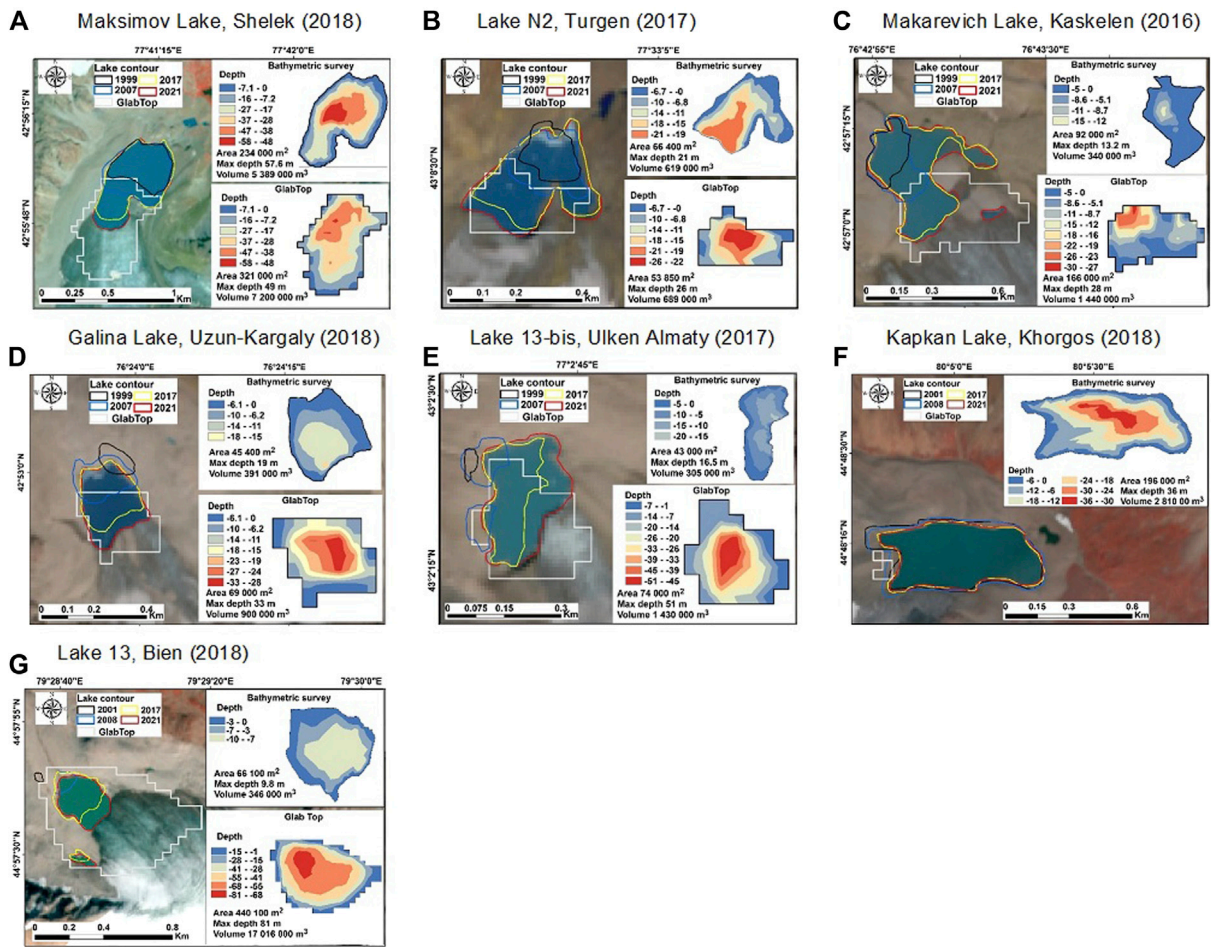 A
Maksimov Lake, Shelek (2018)
77°41'15"E 77°42'0"E
42°56'15"N
42°55'48"N
Lake contour
1999 2017
2007 2021
GlabTop
Bathymetric survey
Depth
-7.1 - 0
-16 - -7.2
-27 - -17
-37 - -28
-47 - -38
-58 - -48
Area 234 000 m²
Max depth 57.6 m
Volume 5 389 000 m³
GlabTop
Depth
-7.1 - 0
-16 - -7.2
-27 - -17
-37 - -28
-47 - -38
-58 - -48
Area 321 000 m²
Max depth 49 m
Volume 7 200 000 m³
0 0.25 0.5 1
Km
B
Lake N2, Turgen (2017)
77°33'5"E
43°8'30"N
Lake contour
1999 2017
2007 2021
GlabTop
Bathymetric survey
Depth
-6.7 - 0
-10 - -6.8
-14 - -11
-18 - -15
-21 - -19
Area 66 400 m²
Max depth 21 m
Volume 619 000 m³
GlabTop
Depth
-6.7 - 0
-10 - -6.8
-14 - -11
-18 - -15
-21 - -19
-26 - -22
Area 53 850 m²
Max depth 26 m
Volume 689 000 m³
0 0.1 0.2 0.4
Km
C
Makarevich Lake, Kaskelen (2016)
76°42'55"E 76°43'30"E
42°57'15"N
42°57'0"N
Lake contour
1999 2017
2007 2021
GlabTop
Bathymetric survey
Depth
-5 - 0
-8.6 - -5.1
-11 - -8.7
-15 - -12
Area 92 000 m²
Max depth 13.2 m
Volume 340 000 m³
GlabTop
Depth
-5 - 0
-8.6 - -5.1
-11 - -8.7
-15 - -12
-18 - -16
-22 - -19
-26 - -23
-30 - -27
Area 166 000 m²
Max depth 28 m
Volume 1 440 000 m³
0 0.15 0.3 0.6
Km
D
Galina Lake, Uzun-Kargaly (2018)
76°24'0"E 76°24'15"E
42°53'0"N
Lake contour
1999 2017
2007 2021
GlabTop
Bathymetric survey
Depth
-6.1 - 0
-10 - -6.2
-14 - -11
-18 - -15
Area 45 400 m²
Max depth 19 m
Volume 391 000 m³
GlabTop
Depth
-6.1 - 0
-10 - -6.2
-14 - -11
-18 - -15
-23 - -19
-27 - -24
-33 - -28
Area 69 000 m²
Max depth 33 m
Volume 900 000 m³
0 0.1 0.2 0.4
Km
E
Lake 13-bis, Ulken Almaty (2017)
77°2'45"E
43°2'30"N
43°2'15"N
Lake contour
1999 2017
2007 2021
GlabTop
Bathymetric survey
Depth
-5 - 0
-10 - -5
-15 - -10
-20 - -15
Area 43 000 m²
Max depth 16.5 m
Volume 305 000 m³
GlabTop
Depth
-7 - -1
-14 - -7
-20 - -14
-26 - -20
-33 - -26
-39 - -33
-45 - -39
-51 - -45
Area 74 000 m²
Max depth 51 m
Volume 1 430 000 m³
0 0.075 0.15 0.3
Km
F
Kapkan Lake, Khorgos (2018)
80°5'5"E 80°5'30"E
44°48'30"N
44°48'16"N
Lake contour
2001 2017
2008 2021
GlabTop
Bathymetric survey
Depth
-6 - 0
-12 - -6
-18 - -12
-24 - -18
-30 - -24
-36 - -30
Area 196 000 m²
Max depth 36 m
Volume 2 810 00 m³
0 0.15 0.3 0.6
Km
G
Lake 13, Bien (2018)
79°28'40"E 79°29'20"E 79°30'0"E
44°57'55"N
44°57'30"N
Lake contour
2001 2017
2008 2021
GlabTop
Bathymetric survey
Depth
-3 - 0
-7 - -3
-10 - -7
Area 66 100 m²
Max depth 9.8 m
Volume 346 000 m³
Glab Top
Depth
-15 - -1
-28 - -15
-41 - -28
-55 - -41
-68 - -55
-81 - -68
Area 440 100 m²
Max depth 81 m
Volume 17 016 000 m³
0 0.2 0.4 0.8
Km